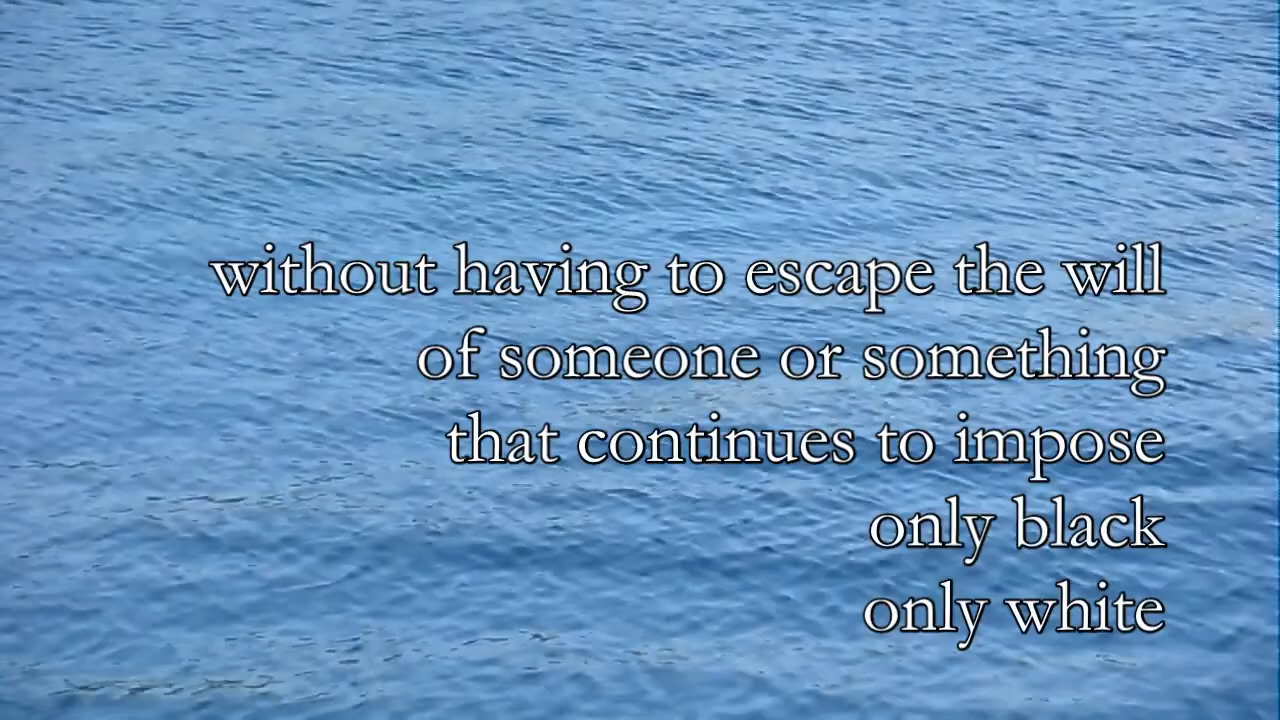 without having to escape the will
of someone or something
that continues to impose
only black
only white